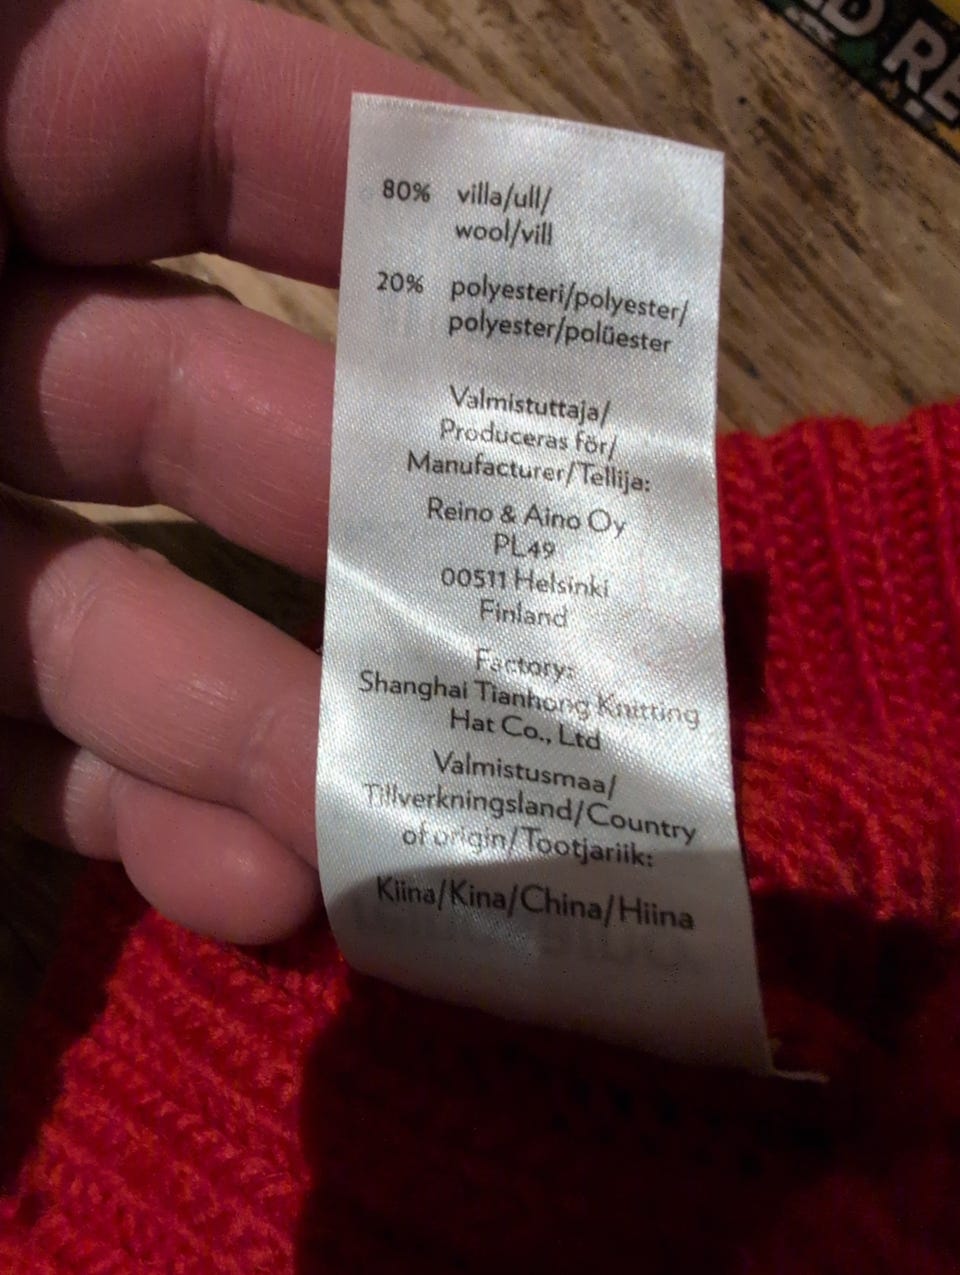 D RE
80% villa/ull/
wool/vill
20% polyesteri/polyester/
polyester/polüester
Valmistuttaja/
Produceras för/
Manufacturer/Tellija:
Reino & Aino Oy
PL49
00511 Helsinki
Finland
Factory:
Shanghai Tianhong Knitting
Hat Co., Ltd
Valmistusmaa/
Tillverkningsland/Country
of origin/Tootjariik:
Kiina/Kina/China/Hiina